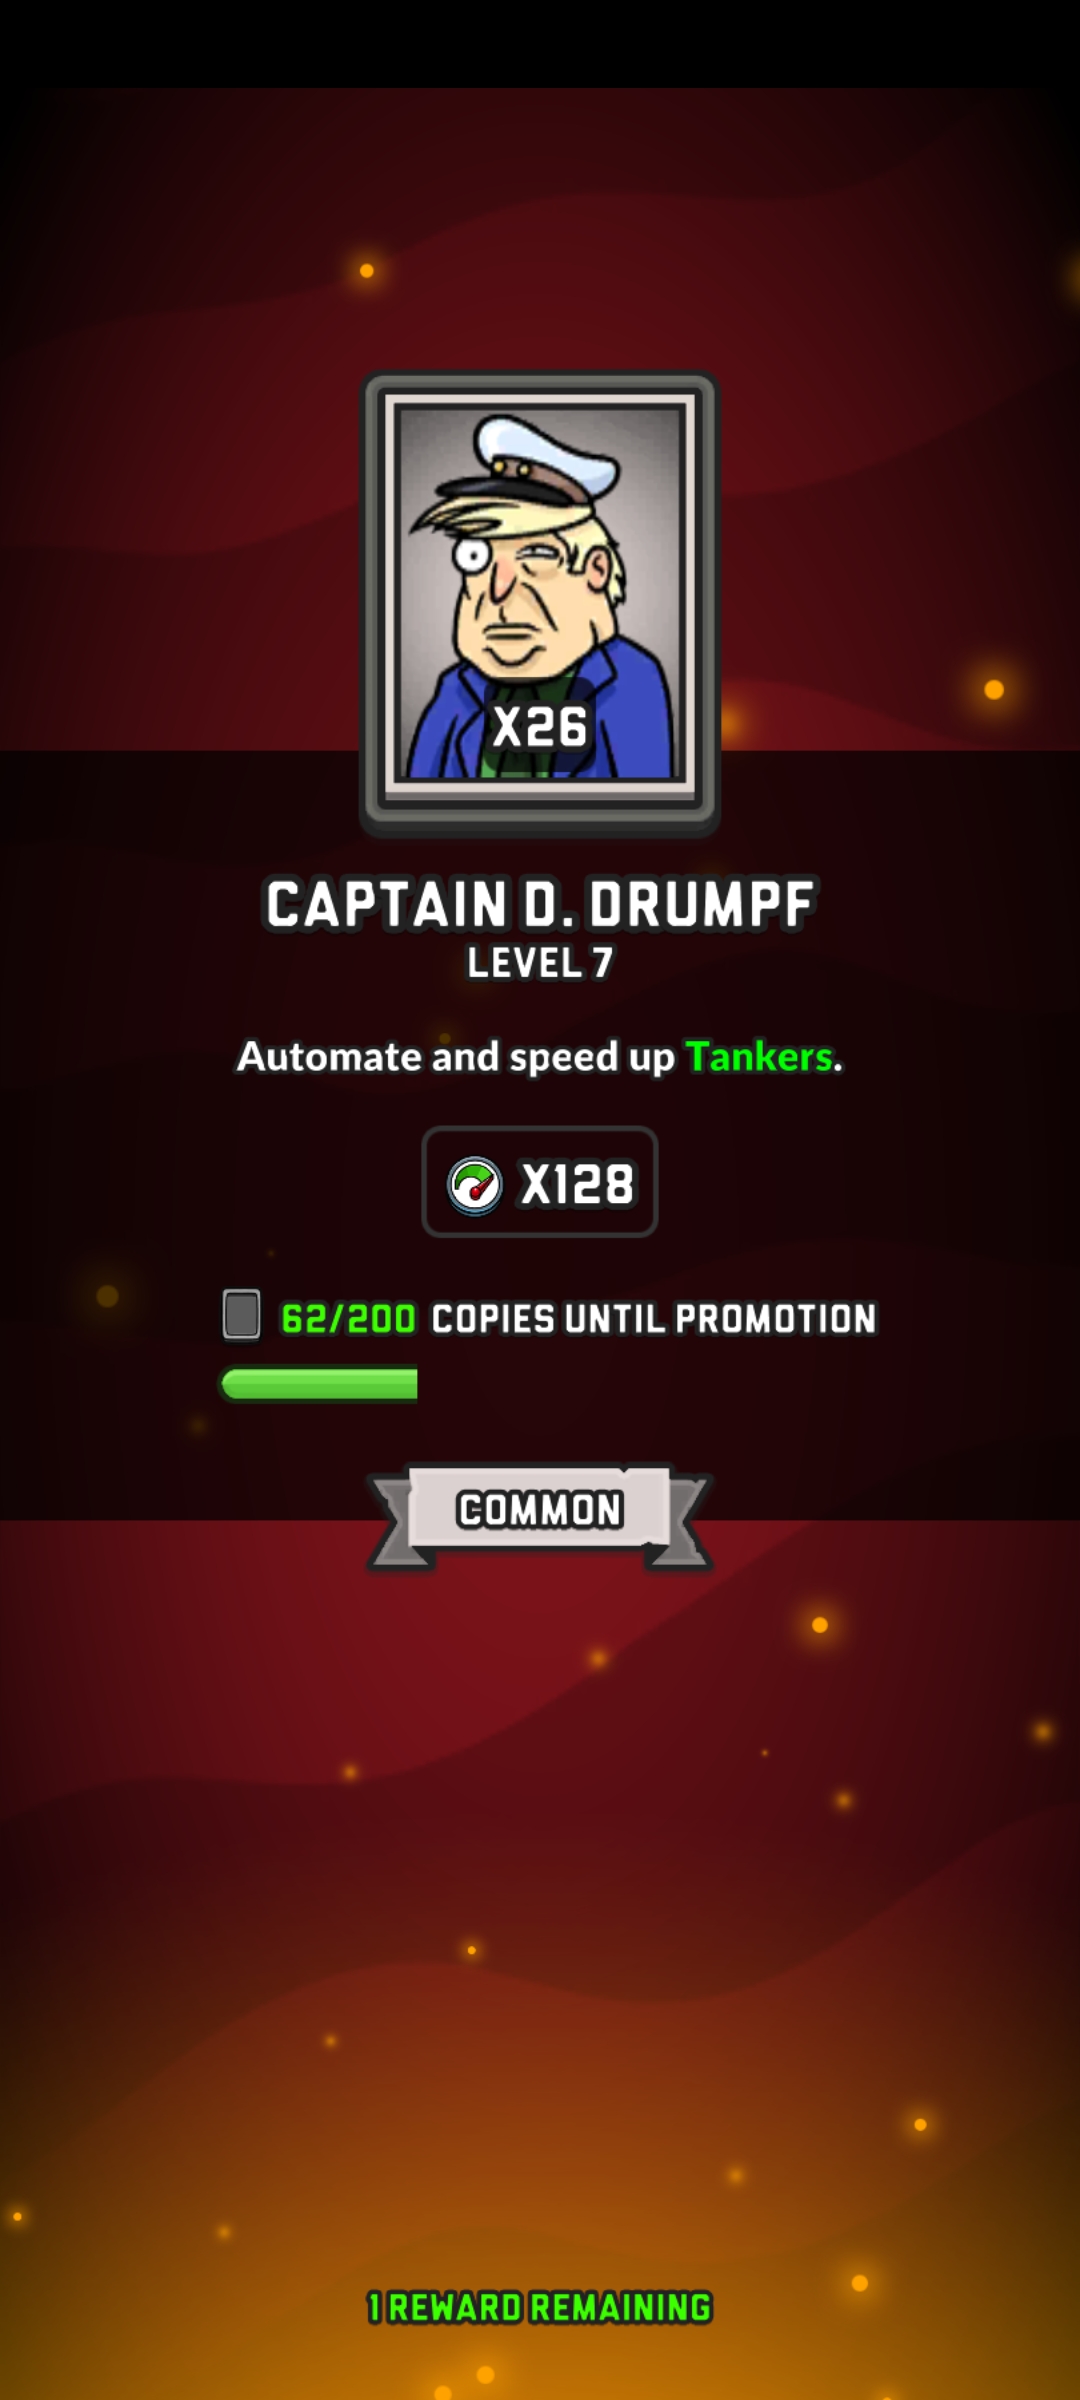 X26
CAPTAIN D. DRUMPF
LEVEL 7
Automate and speed up Tankers.
X128
62/200 COPIES UNTIL PROMOTION
COMMON
1 REWARD REMAINING